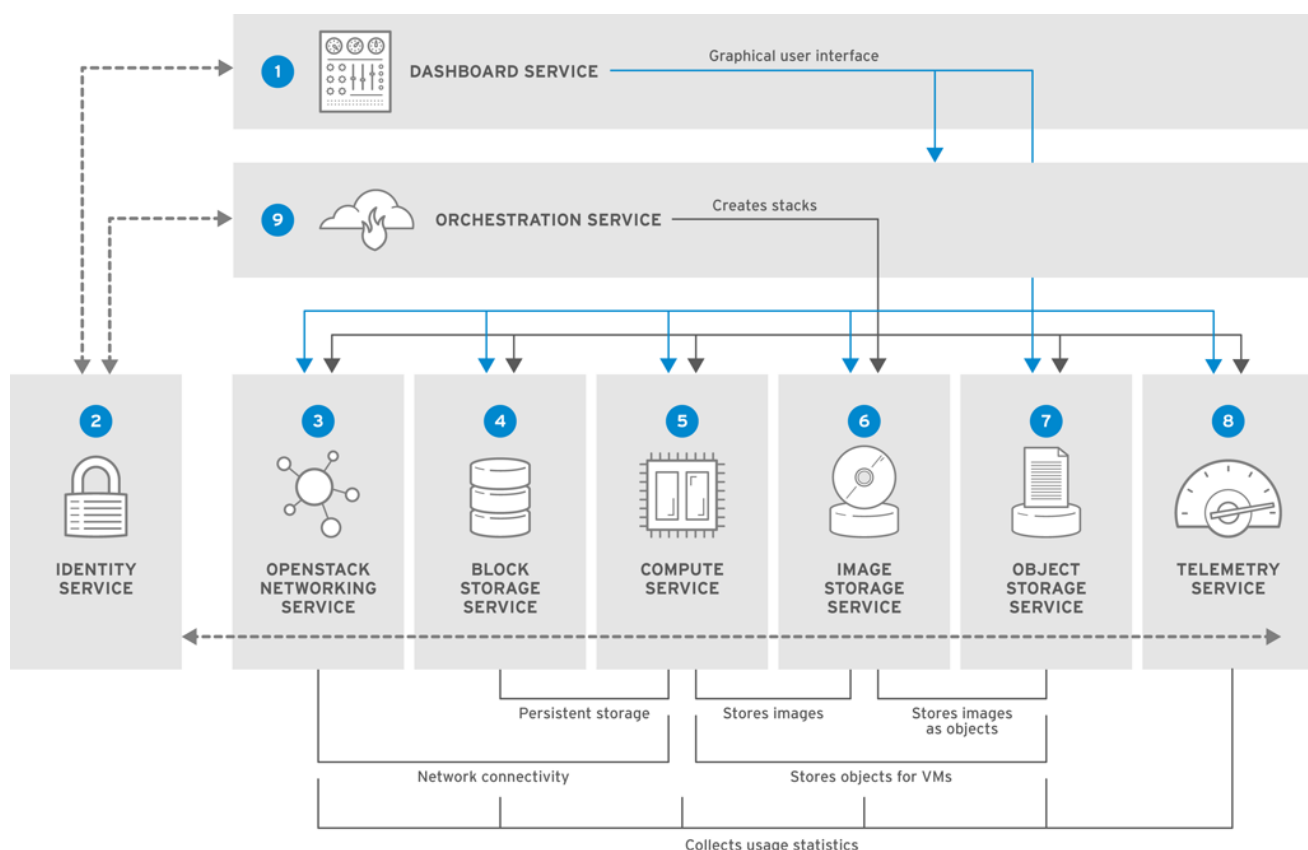 1
DASHBOARD SERVICE
Graphical user interface
9
ORCHESTRATION SERVICE
Creates stacks
2
IDENTITY
SERVICE
3
OPENSTACK
NETWORKING
SERVICE
4
BLOCK
STORAGE
SERVICE
5
COMPUTE
SERVICE
6
IMAGE
STORAGE
SERVICE
7
OBJECT
STORAGE
SERVICE
8
TELEMETRY
SERVICE
Persistent storage
Stores images
Stores images
as objects
Network connectivity
Stores objects for VMs
Collects usage statistics